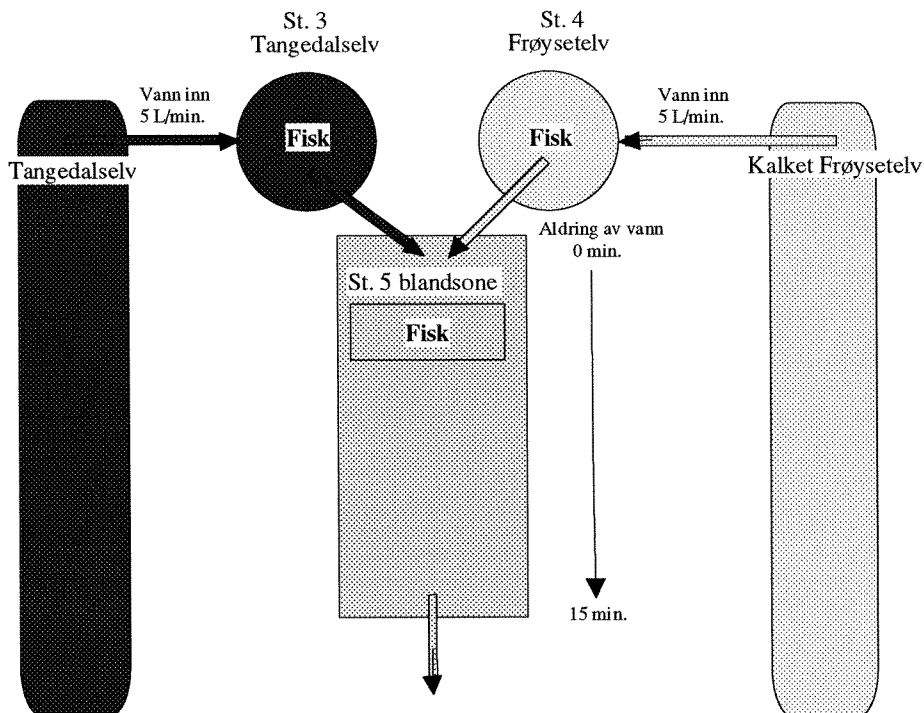 St. 3
Tangedalselv
St. 4
Frøysetelv
Vann inn
5 L/min.
Vann inn
5 L/min.
Fisk
Fisk
Tangedalselv
Kalket Frøysetelv
Aldring av vann
0 min.
St. 5 blandsone
Fisk
15 min.